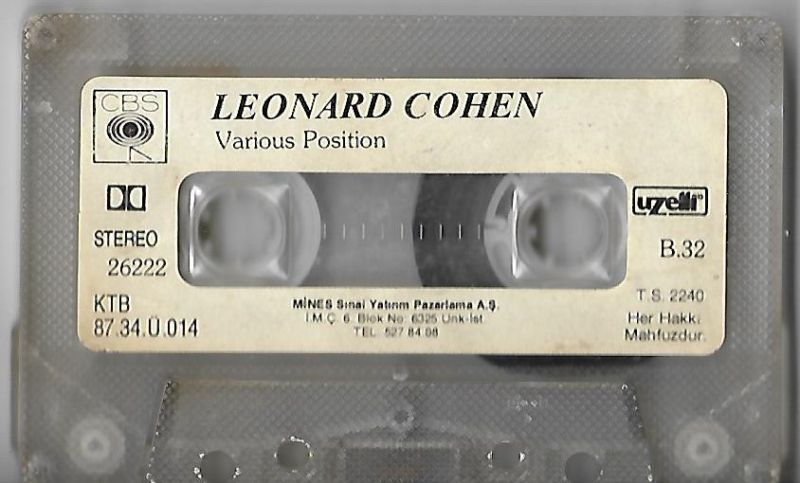 CBS
LEONARD COHEN
Various Position
STEREO
26222
KTB
87.34.Ü.014
uzelli
B.32
T.S. 2240
Her Hakkı
Mahfuzdur.
MİNES Sınai Yatırım Pazarlama A.Ş.
İ.M.Ç. 6. Blok No: 6325 Unk-İst.
TEL: 527 84 98